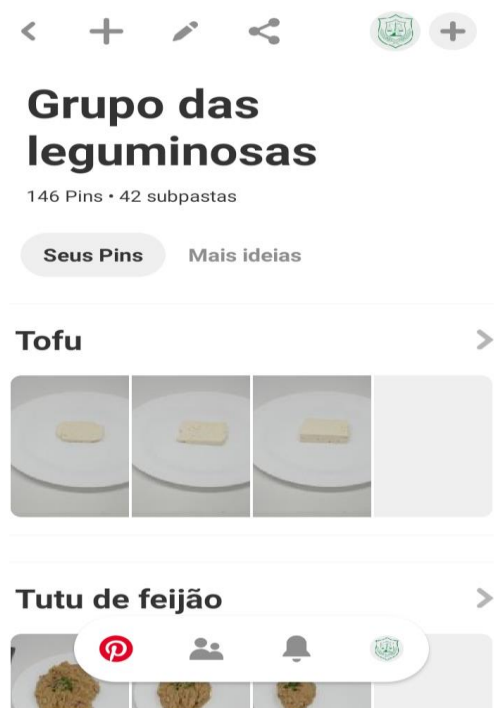 Grupo das
leguminosas
146 Pins • 42 subpastas
Seus Pins Mais ideias
Tofu
Tutu de feijão